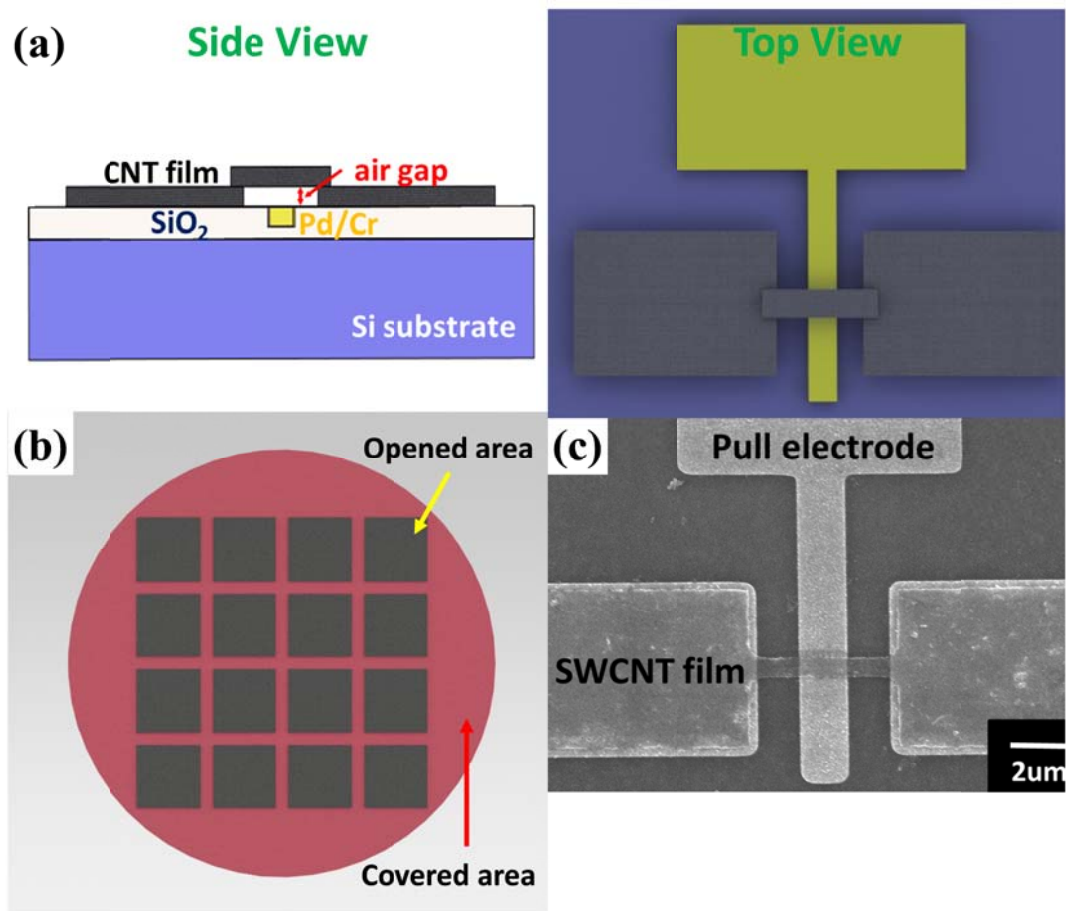 (a)
Side View
CNT film
air gap
SiO₂
Pd/Cr
Si substrate
Top View
(b)
Opened area
Covered area
(c)
Pull electrode
SWCNT film
2um